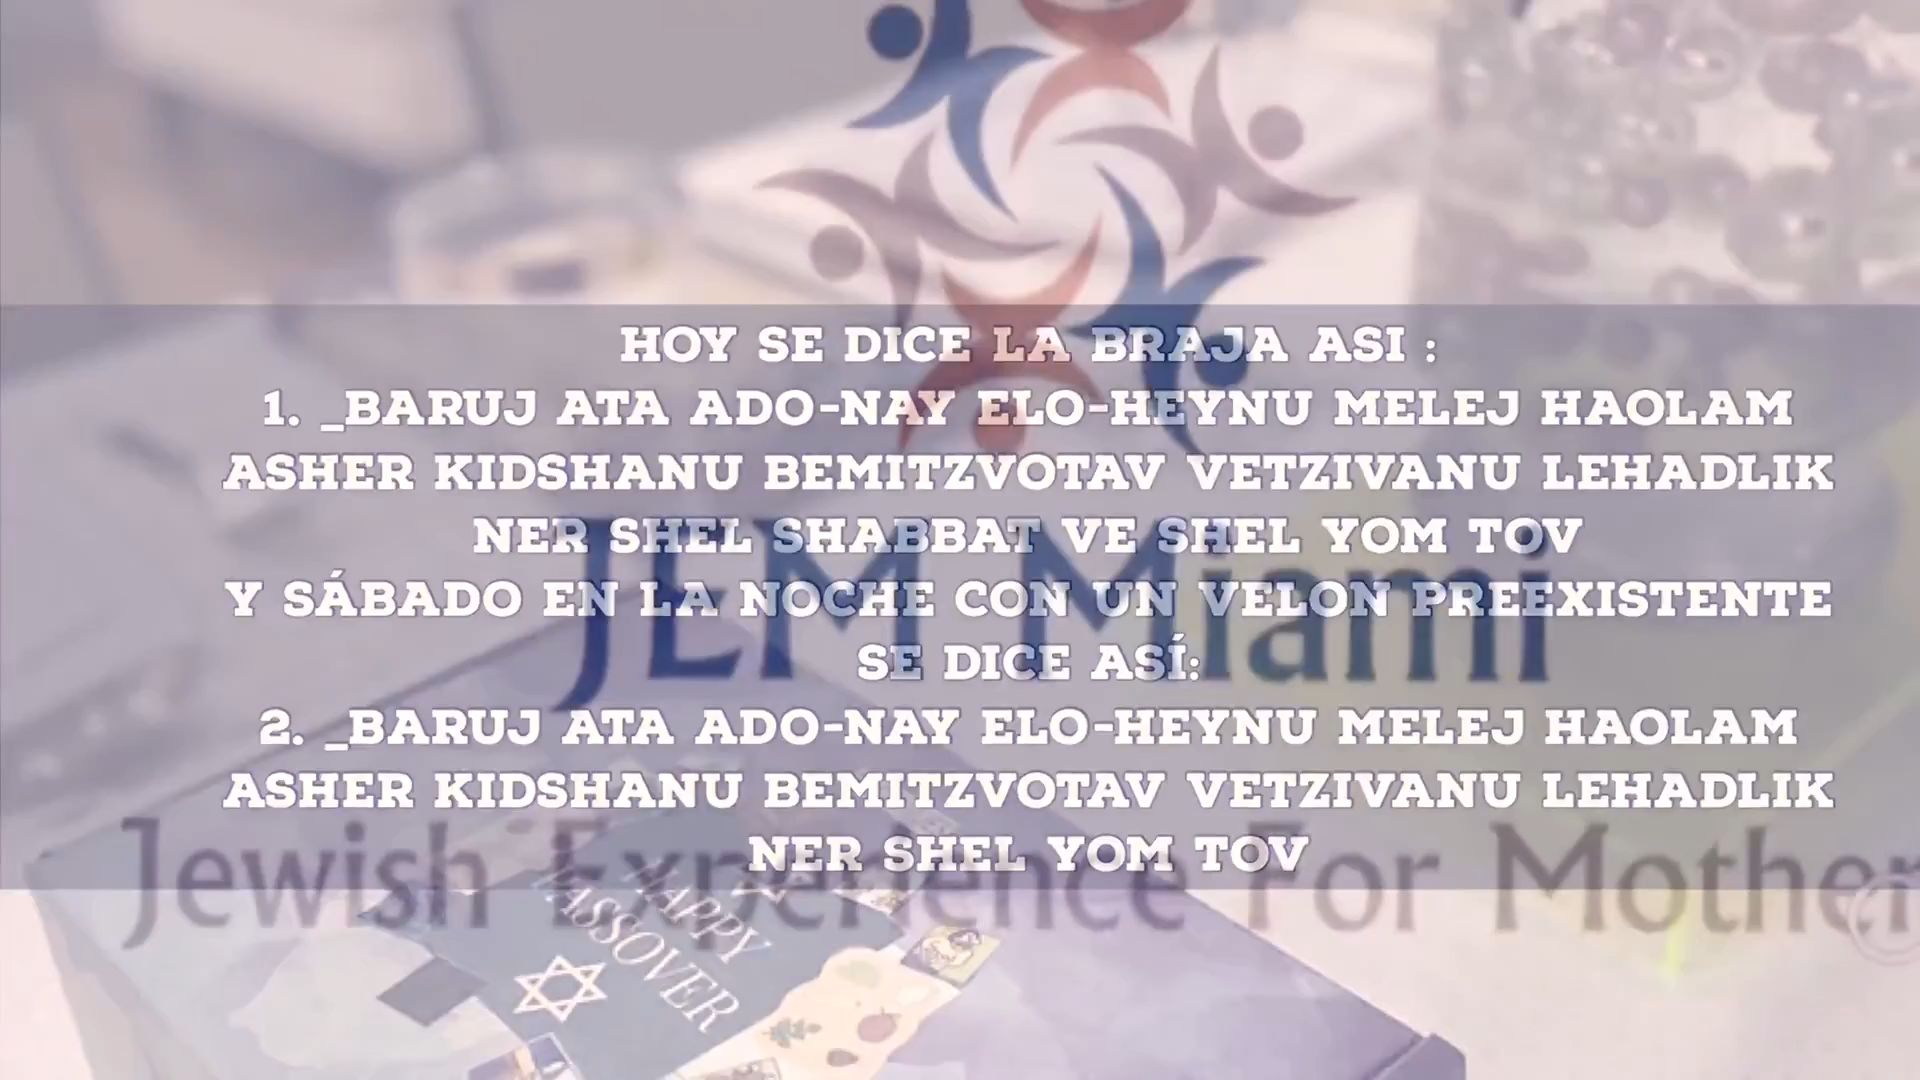 HOY SE DICE LA BRAJA ASI :
1. _BARUJ ATA ADO-NAY ELO-HEYNU MELEJ HAOLAM
ASHER KIDSHANU BEMITZVOTAV VETZIVANU LEHADLIK
NER SHEL SHABBAT VE SHEL YOM TOV
Y SÁBADO EN LA NOCHE CON UN VELON PREEXISTENTE
SE DICE ASÍ:
2. _BARUJ ATA ADO-NAY ELO-HEYNU MELEJ HAOLAM
ASHER KIDSHANU BEMITZVOTAV VETZIVANU LEHADLIK
NER SHEL YOM TOV
JEM Miami
Jewish Experience For Mother
HAPPY
PASSOVER